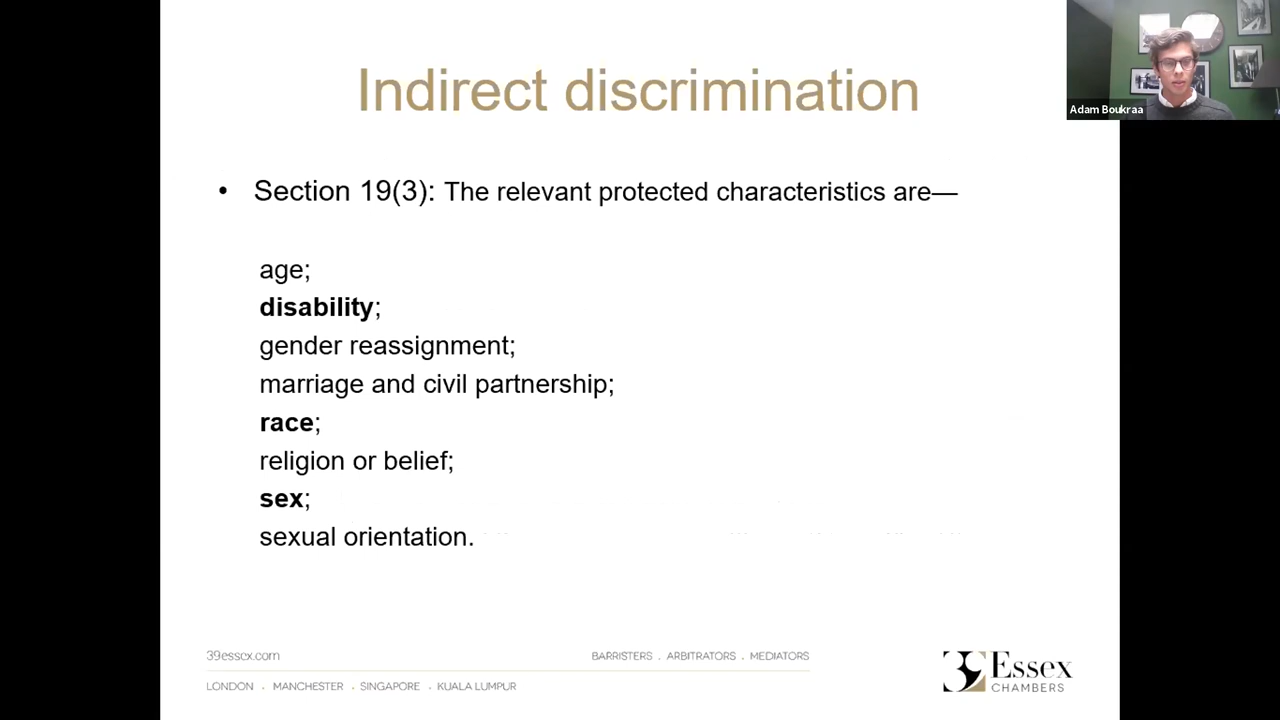 Indirect discrimination
Adam Boukraa
• Section 19(3): The relevant protected characteristics are—
age;
disability;
gender reassignment;
marriage and civil partnership;
race;
religion or belief;
sex;
sexual orientation.
39essex.com
BARRISTERS . ARBITRATORS . MEDIATORS
LONDON . MANCHESTER . SINGAPORE . KUALA LUMPUR
39 Essex
CHAMBERS